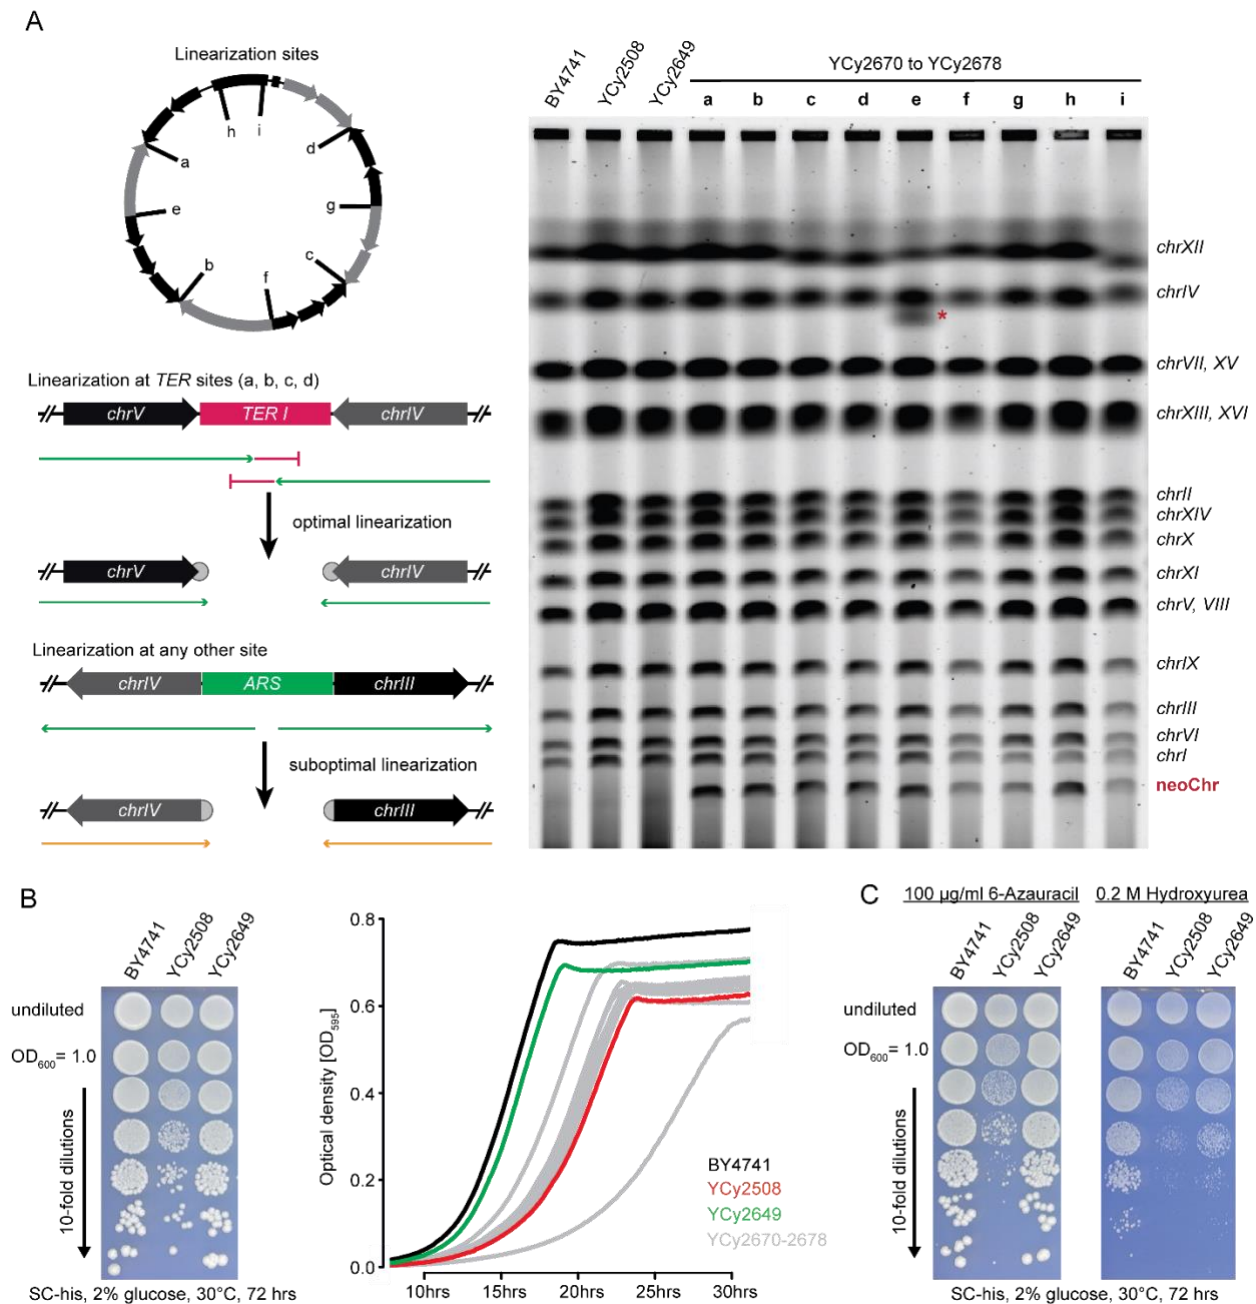 A
Linearization sites
h
i
a
d
e
g
b
c
f
Linearization at TER sites (a, b, c, d)
chrV
TER I
chrIV
optimal linearization
chrV
chrIV
Linearization at any other site
chrIV
ARS
chrIII
suboptimal linearization
chrIV
chrIII
BY4741
YCy2508
YCy2649
YCy2670 to YCy2678
a b c d e f g h i
chrXII
chrIV
*
chrVII, XV
chrXIII, XVI
chrII
chrXIV
chrX
chrXI
chrV, VIII
chrIX
chrIII
chrVI
chrI
neoChr
B
BY4741
YCy2508
YCy2649
undiluted
OD600= 1.0
10-fold dilutions
SC-his, 2% glucose, 30°C, 72 hrs
Optical density [OD595]
0.8
0.6
0.4
0.2
0.0
10hrs 15hrs 20hrs 25hrs 30hrs
BY4741
YCy2508
YCy2649
YCy2670-2678
C
100 µg/ml 6-Azauracil
0.2 M Hydroxyurea
BY4741
YCy2508
YCy2649
BY4741
YCy2508
YCy2649
undiluted
OD600= 1.0
10-fold dilutions
SC-his, 2% glucose, 30°C, 72 hrs